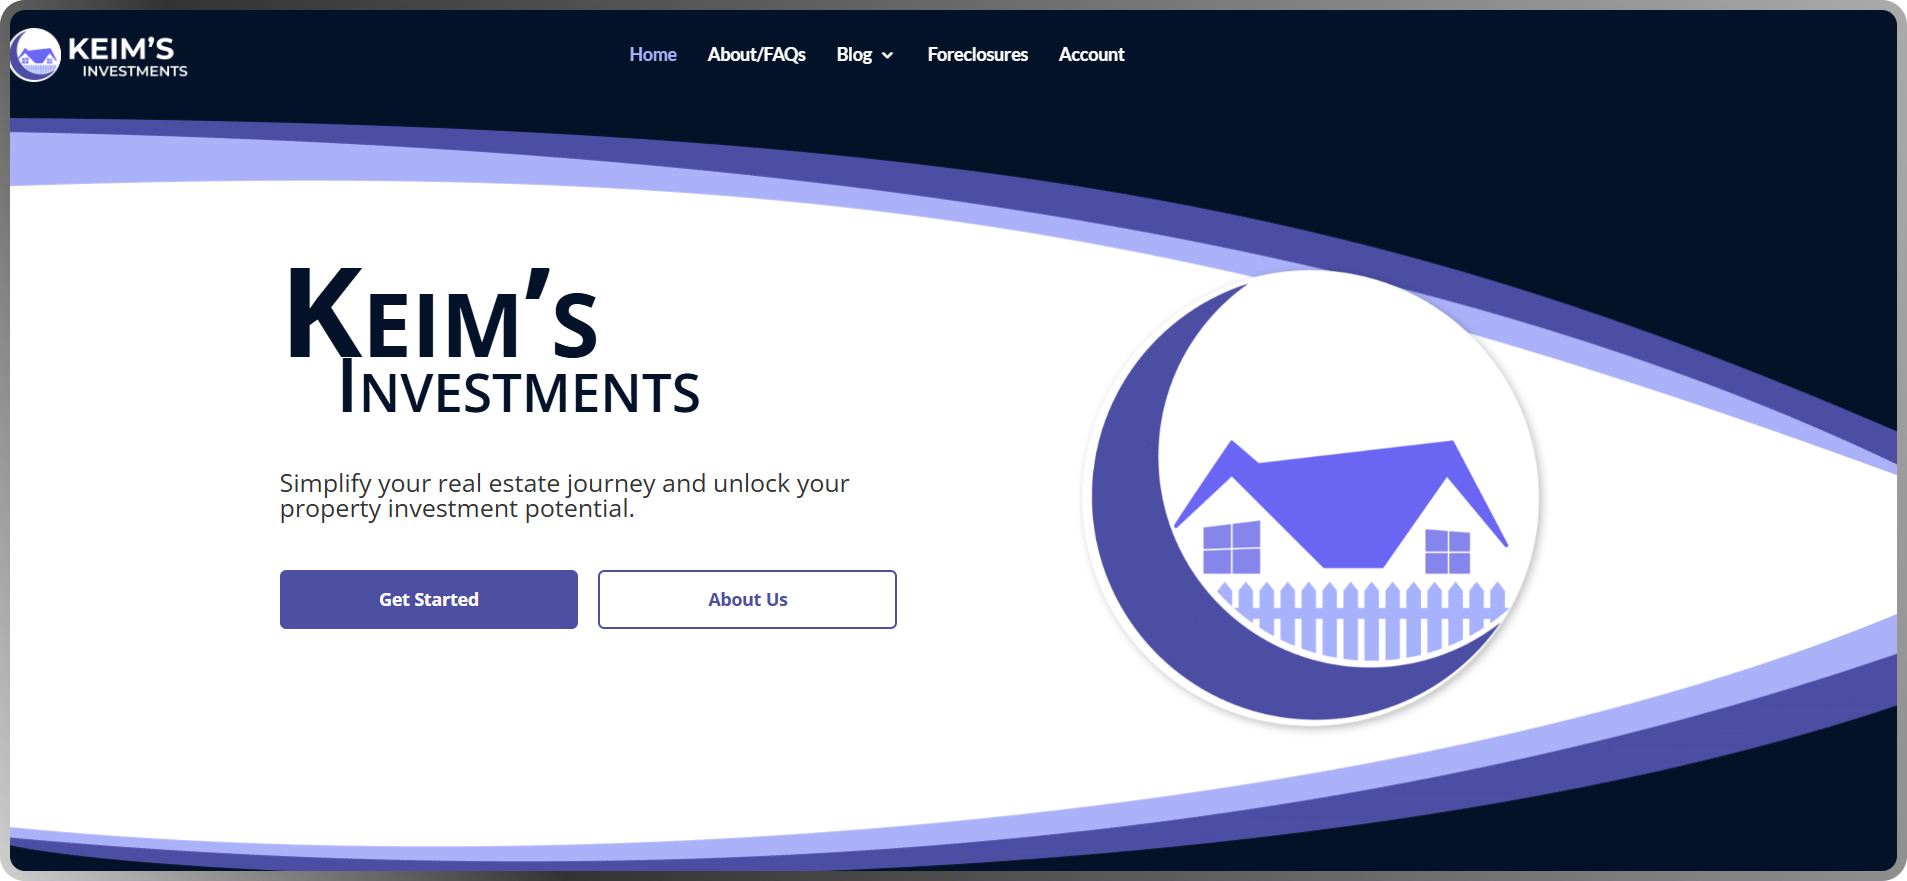 KEIM'S
INVESTMENTS
Home About/FAQs Blog Foreclosures Account
KEIM'S
INVESTMENTS
Simplify your real estate journey and unlock your
property investment potential.
Get Started About Us